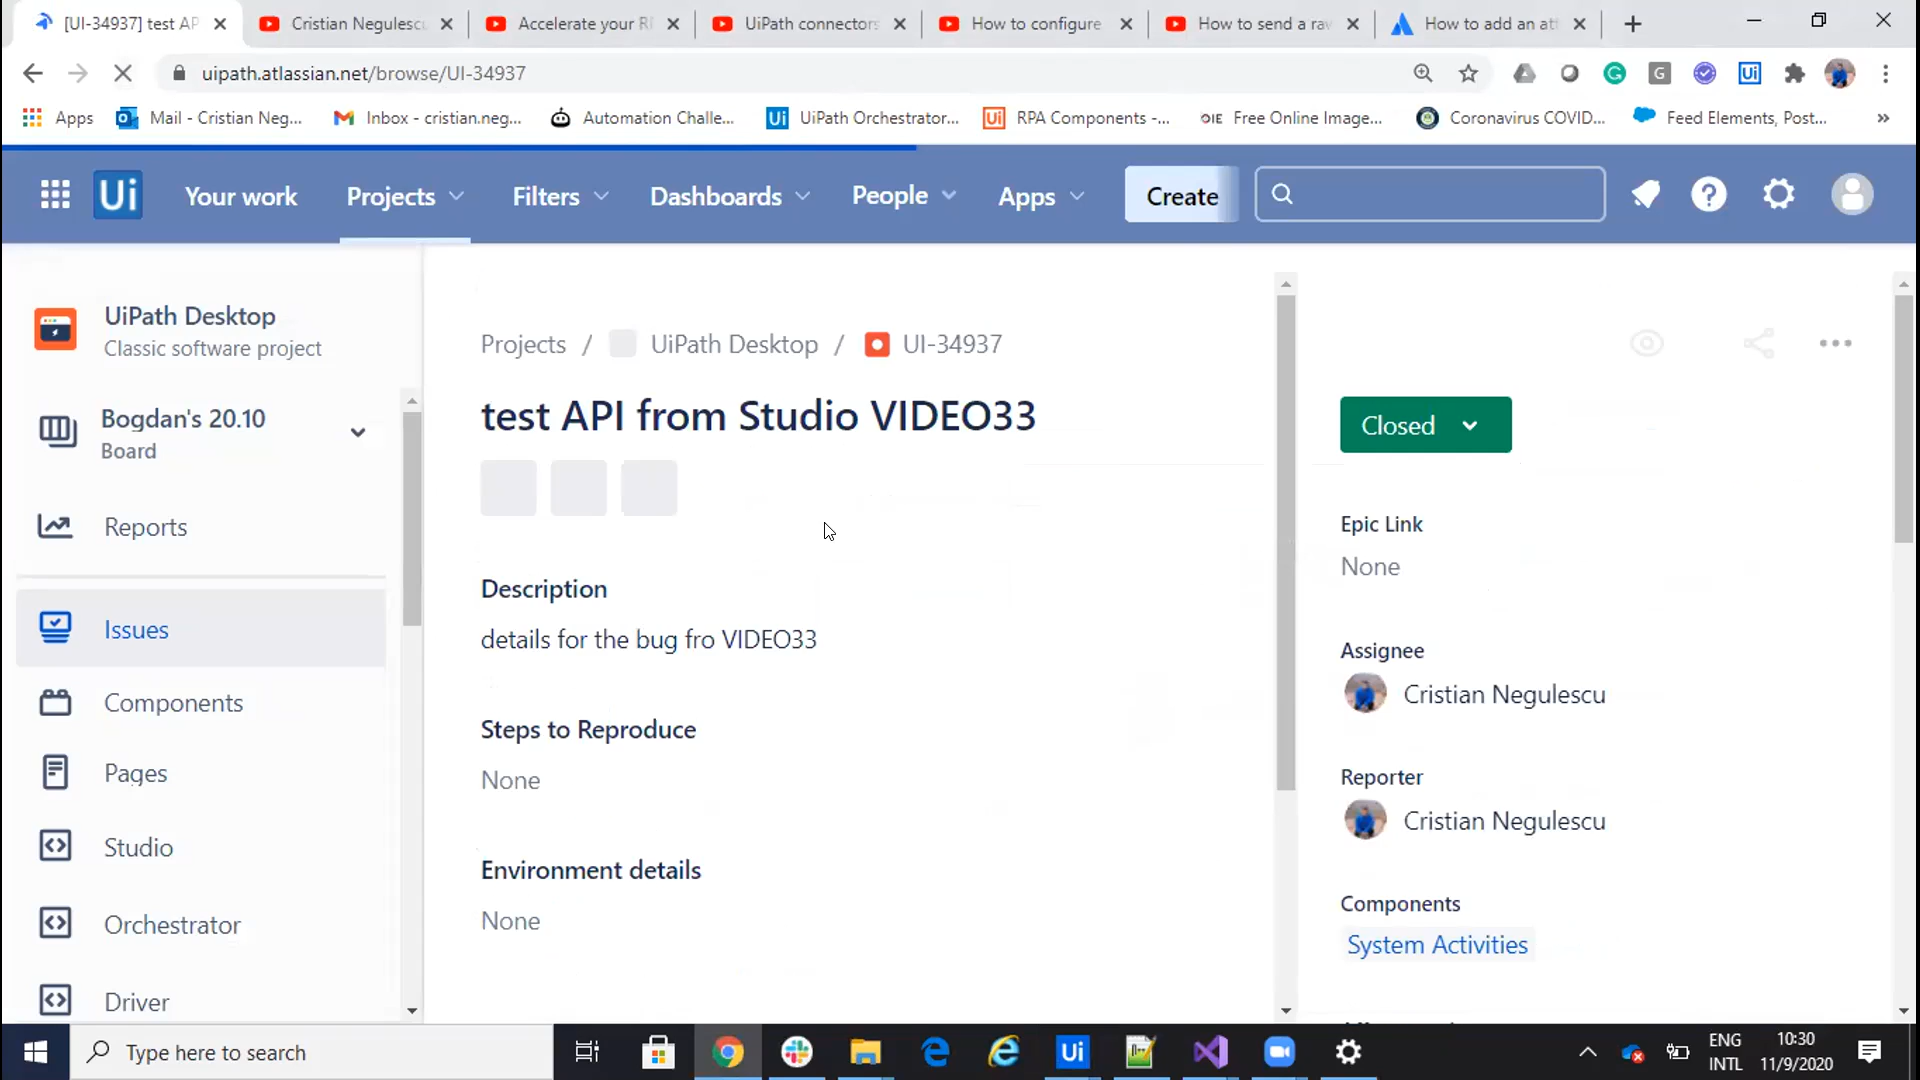 [UI-34937] test AP
Cristian Negulescu
Accelerate your R
UiPath connectors
How to configure
How to send a raw
How to add an att
uipath.atlassian.net/browse/UI-34937
Apps
Mail - Cristian Neg...
Inbox - cristian.neg...
Automation Challe...
UiPath Orchestrator...
RPA Components -...
OIE Free Online Image...
Coronavirus COVID...
Feed Elements, Post...
»
Ui
Your work
Projects
Filters
Dashboards
People
Apps
Create
UiPath Desktop
Classic software project
Bogdan's 20.10
Board
Reports
Issues
Components
Pages
Studio
Orchestrator
Driver
Projects / UiPath Desktop / UI-34937
test API from Studio VIDEO33
Description
details for the bug fro VIDEO33
Steps to Reproduce
None
Environment details
None
Closed
Epic Link
None
Assignee
Cristian Negulescu
Reporter
Cristian Negulescu
Components
System Activities
Type here to search
Ui
ENG
INTL
10:30
11/9/2020